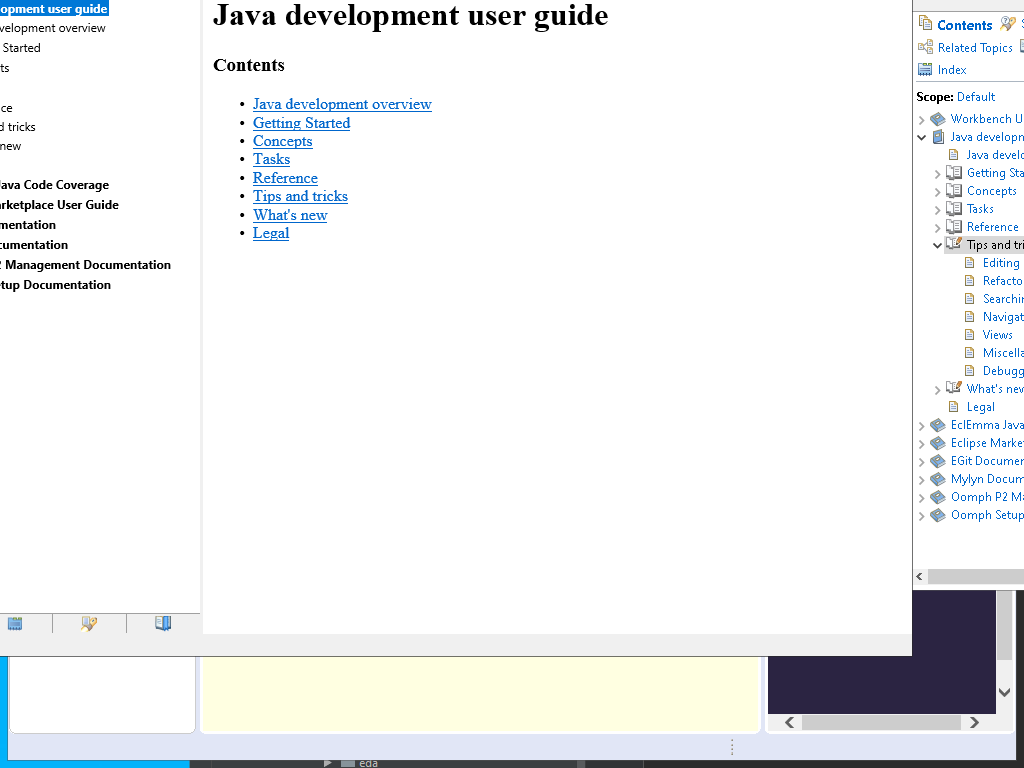 opment user guide
velopment overview
Started
ts
ce
d tricks
new
Java Code Coverage
arketplace User Guide
mentation
cumentation
2 Management Documentation
tup Documentation
Java development user guide
Contents
• Java development overview
• Getting Started
• Concepts
• Tasks
• Reference
• Tips and tricks
• What's new
• Legal
Contents
Related Topics
Index
Scope: Default
Workbench U
Java developm
Java develo
Getting Sta
Concepts
Tasks
Reference
Tips and tri
Editing
Refacto
Searchin
Navigat
Views
Miscella
Debugg
What's new
Legal
EclEmma Java
Eclipse Marke
EGit Documen
Mylyn Docum
Oomph P2 Ma
Oomph Setup
eda